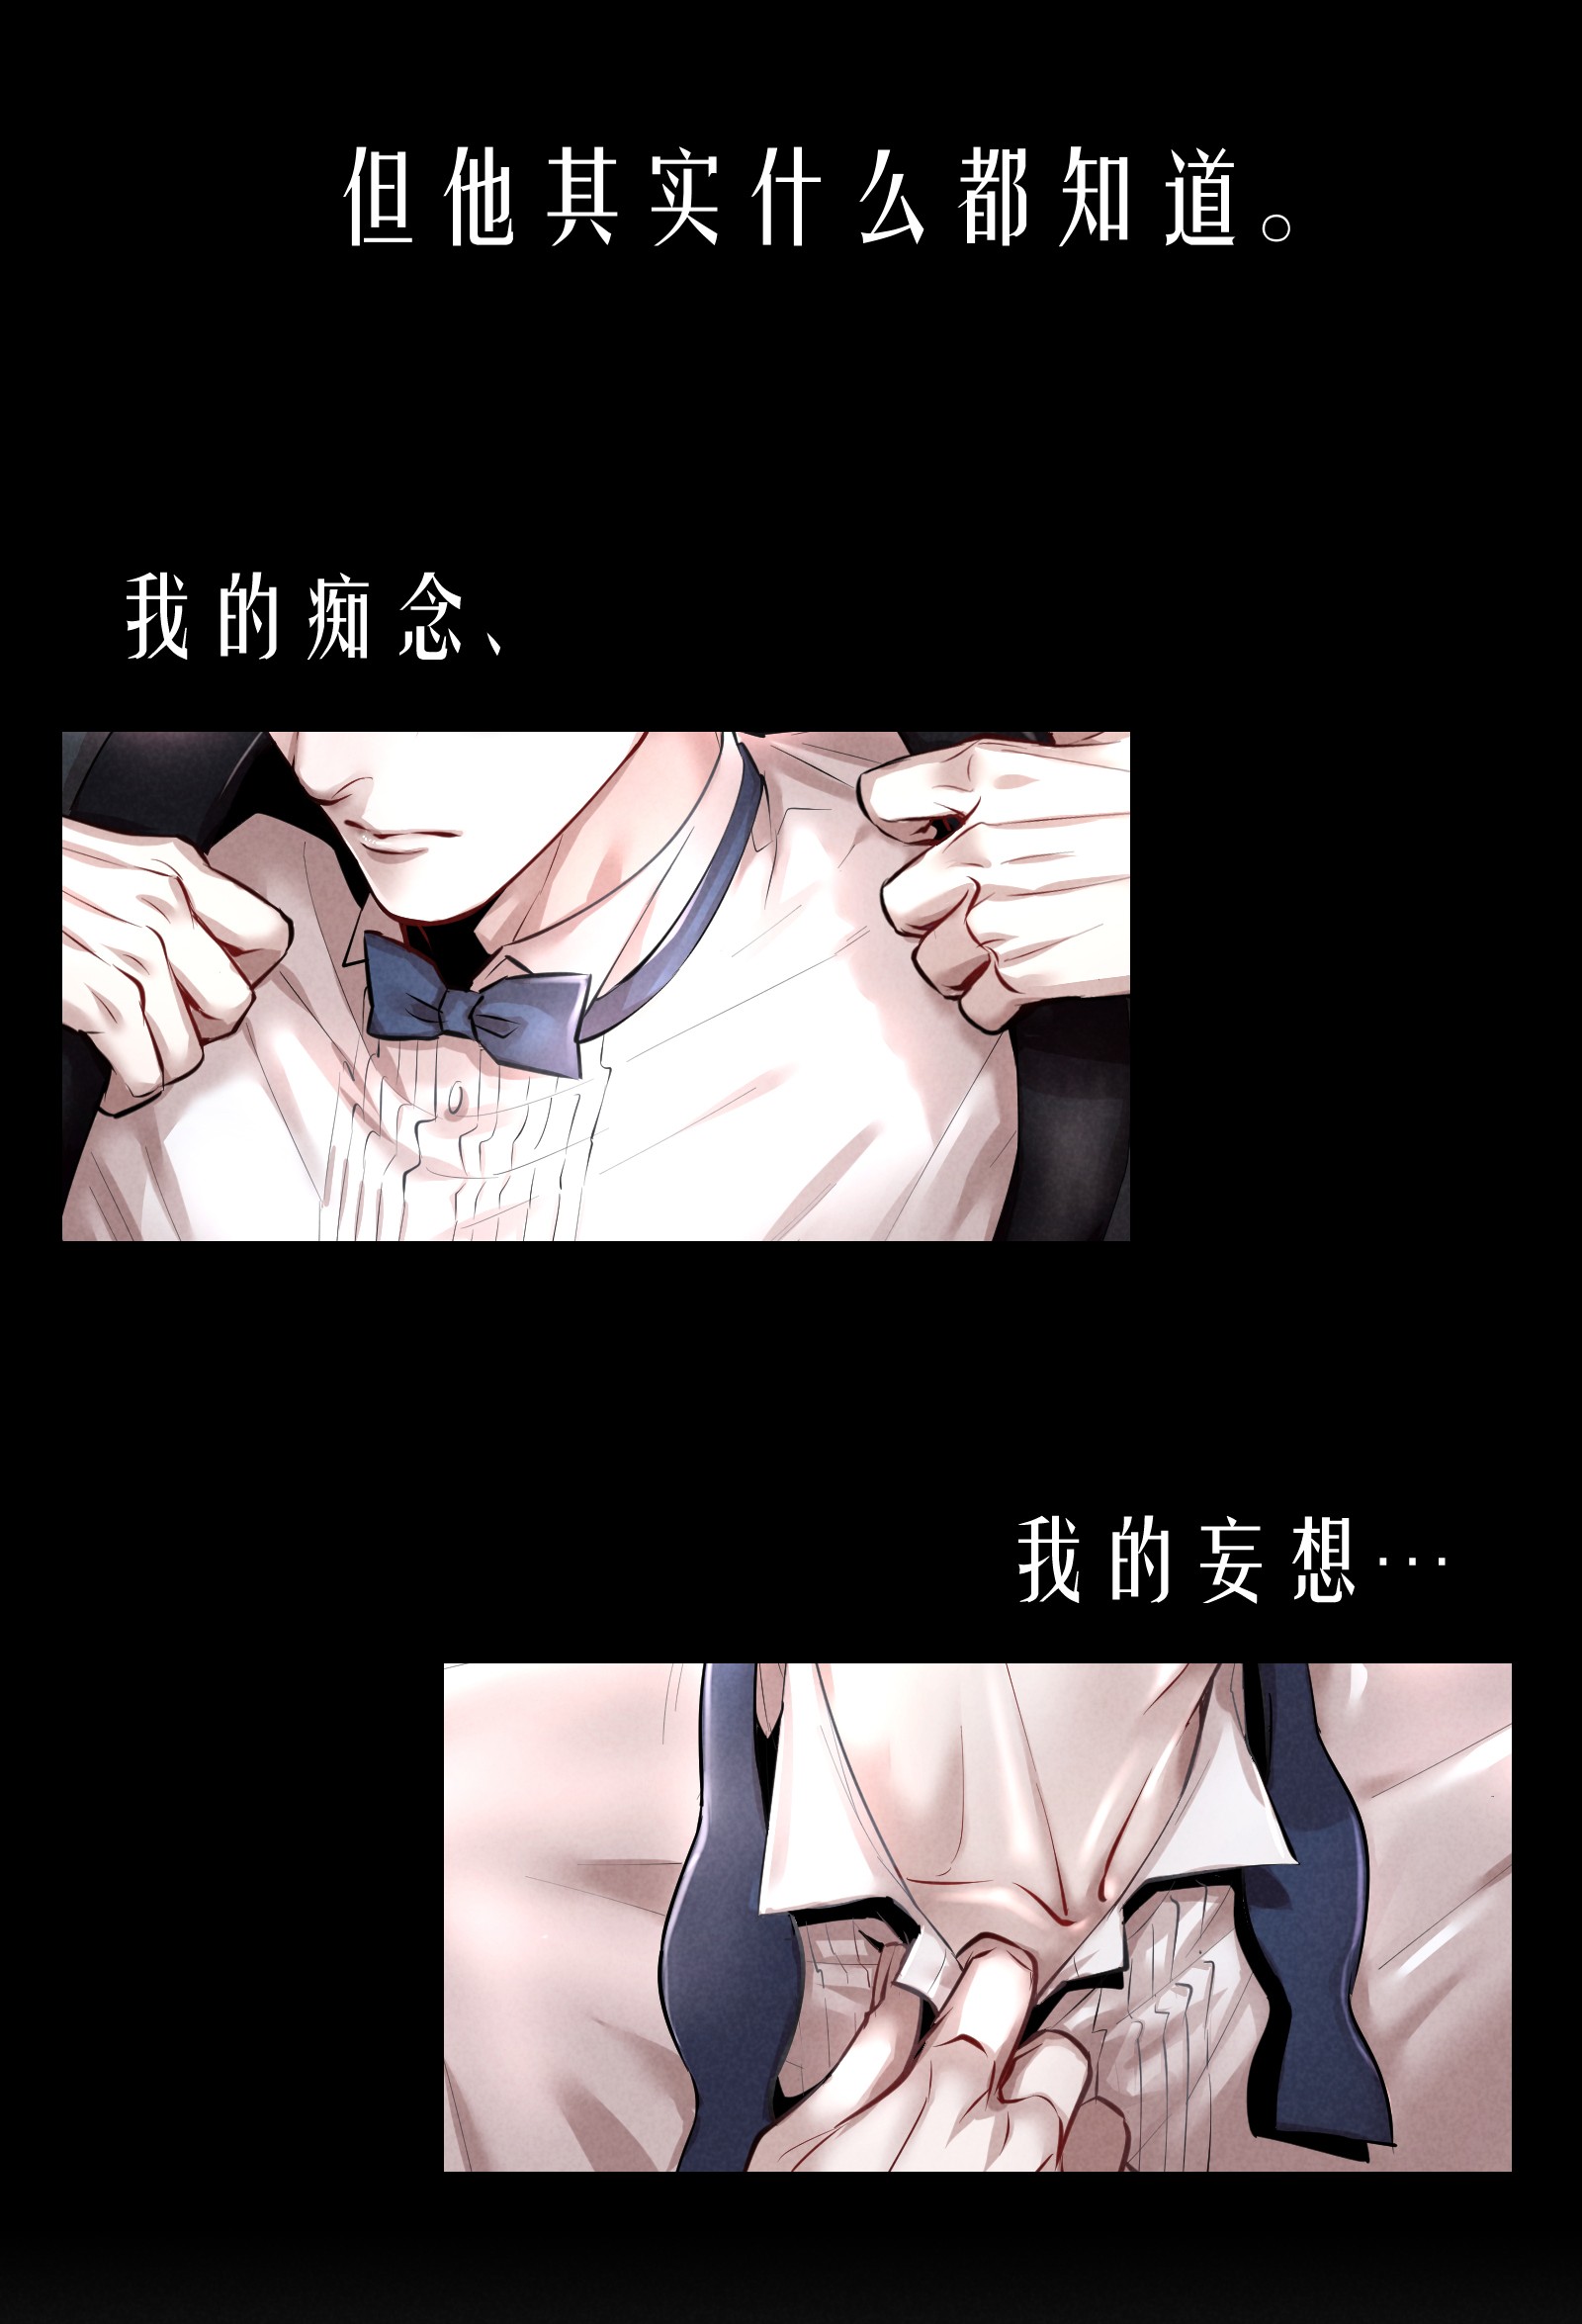 但他其实什么都知道。
我的痴念、
我的妄想…